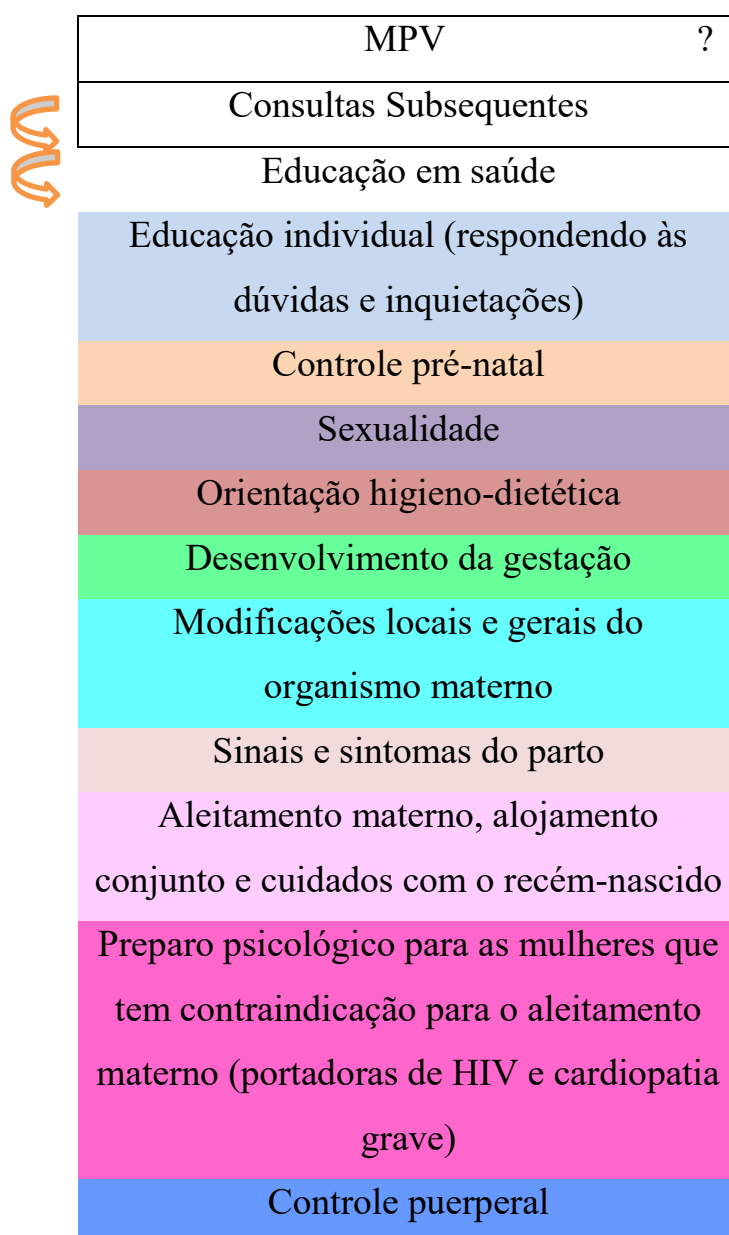 MPV ?
Consultas Subsequentes
Educação em saúde
Educação individual (respondendo às
dúvidas e inquietações)
Controle pré-natal
Sexualidade
Orientação higieno-dietética
Desenvolvimento da gestação
Modificações locais e gerais do
organismo materno
Sinais e sintomas do parto
Aleitamento materno, alojamento
conjunto e cuidados com o recém-nascido
Preparo psicológico para as mulheres que
tem contraindicação para o aleitamento
materno (portadoras de HIV e cardiopatia
grave)
Controle puerperal